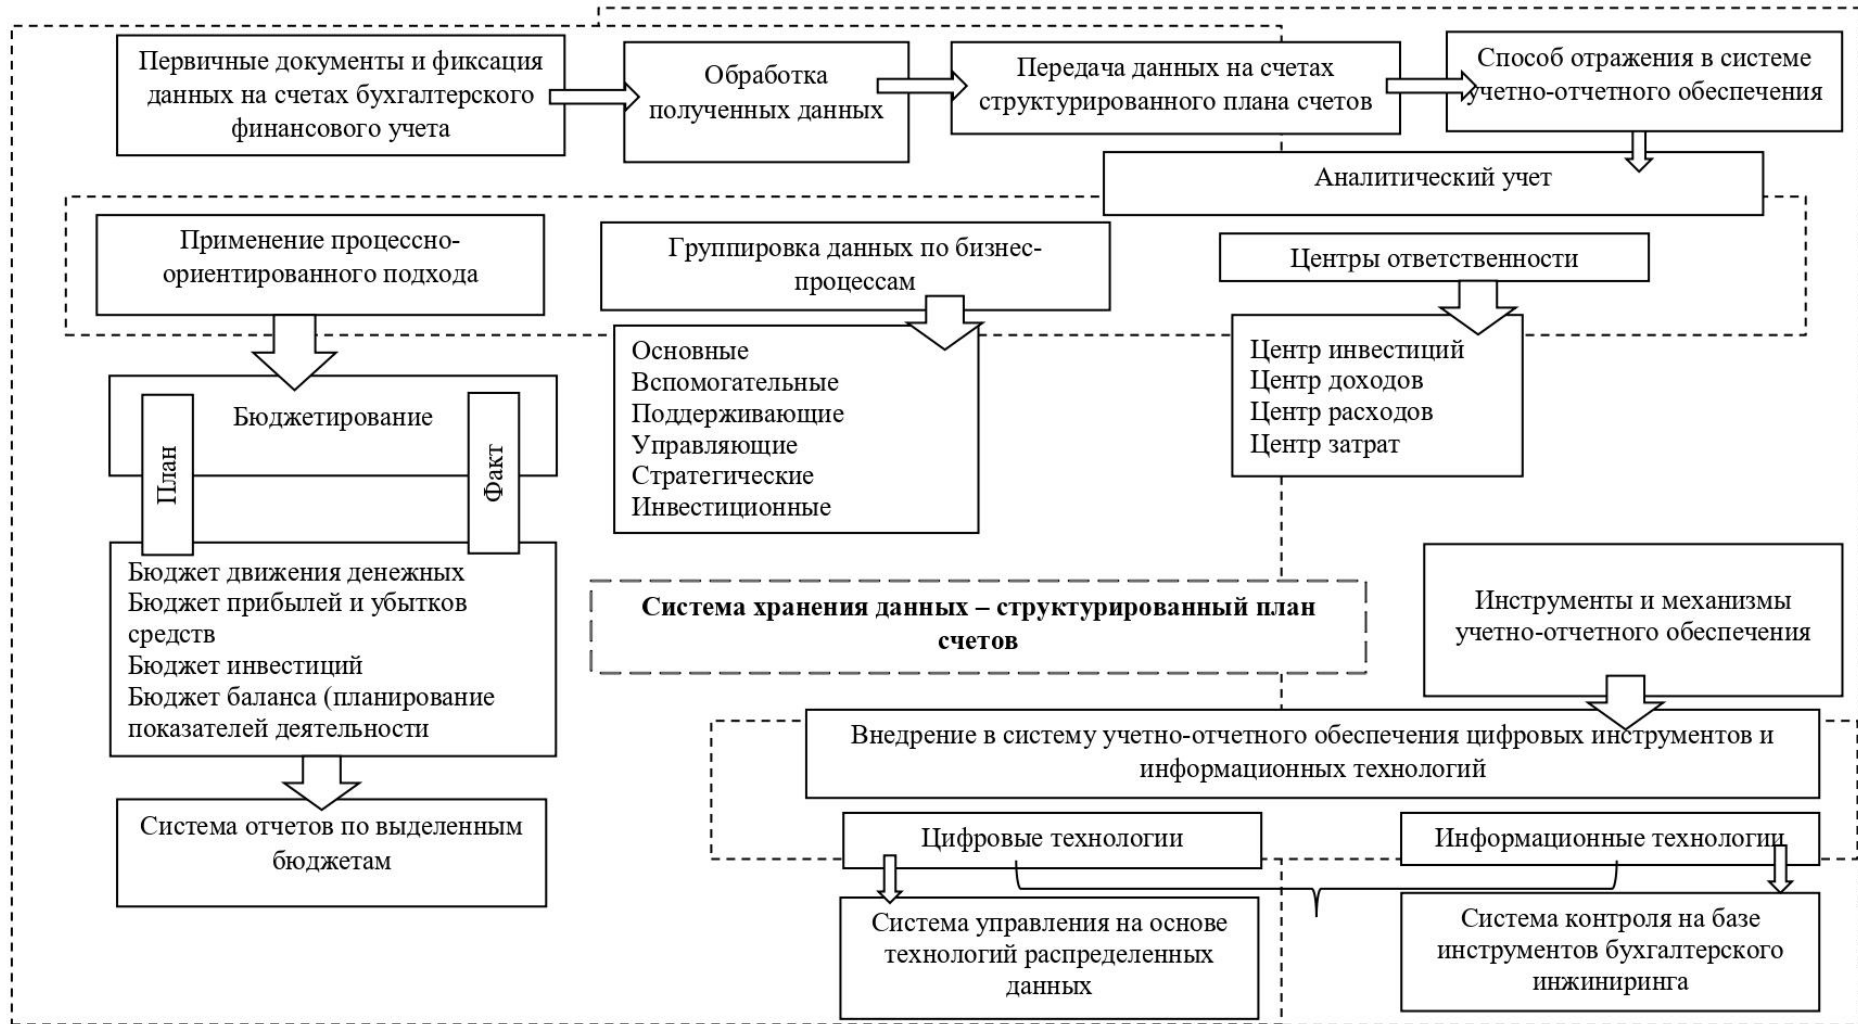 Первичные документы и фиксация
данных на счетах бухгалтерского
финансового учета
Обработка
полученных данных
Передача данных на счетах
структурированного плана счетов
Способ отражения в системе
учетно-отчетного обеспечения
Аналитический учет
Применение процессно-
ориентированного подхода
Группировка данных по бизнес-
процессам
Центры ответственности
Бюджетирование
План
Факт
Основные
Вспомогательные
Поддерживающие
Управляющие
Стратегические
Инвестиционные
Центр инвестиций
Центр доходов
Центр расходов
Центр затрат
Бюджет движения денежных
Бюджет прибылей и убытков
средств
Бюджет инвестиций
Бюджет баланса (планирование
показателей деятельности
Система хранения данных – структурированный план
счетов
Инструменты и механизмы
учетно-отчетного обеспечения
Внедрение в систему учетно-отчетного обеспечения цифровых инструментов и
информационных технологий
Система отчетов по выделенным
бюджетам
Цифровые технологии
Информационные технологии
Система управления на основе
технологий распределенных
данных
Система контроля на базе
инструментов бухгалтерского
инжиниринга